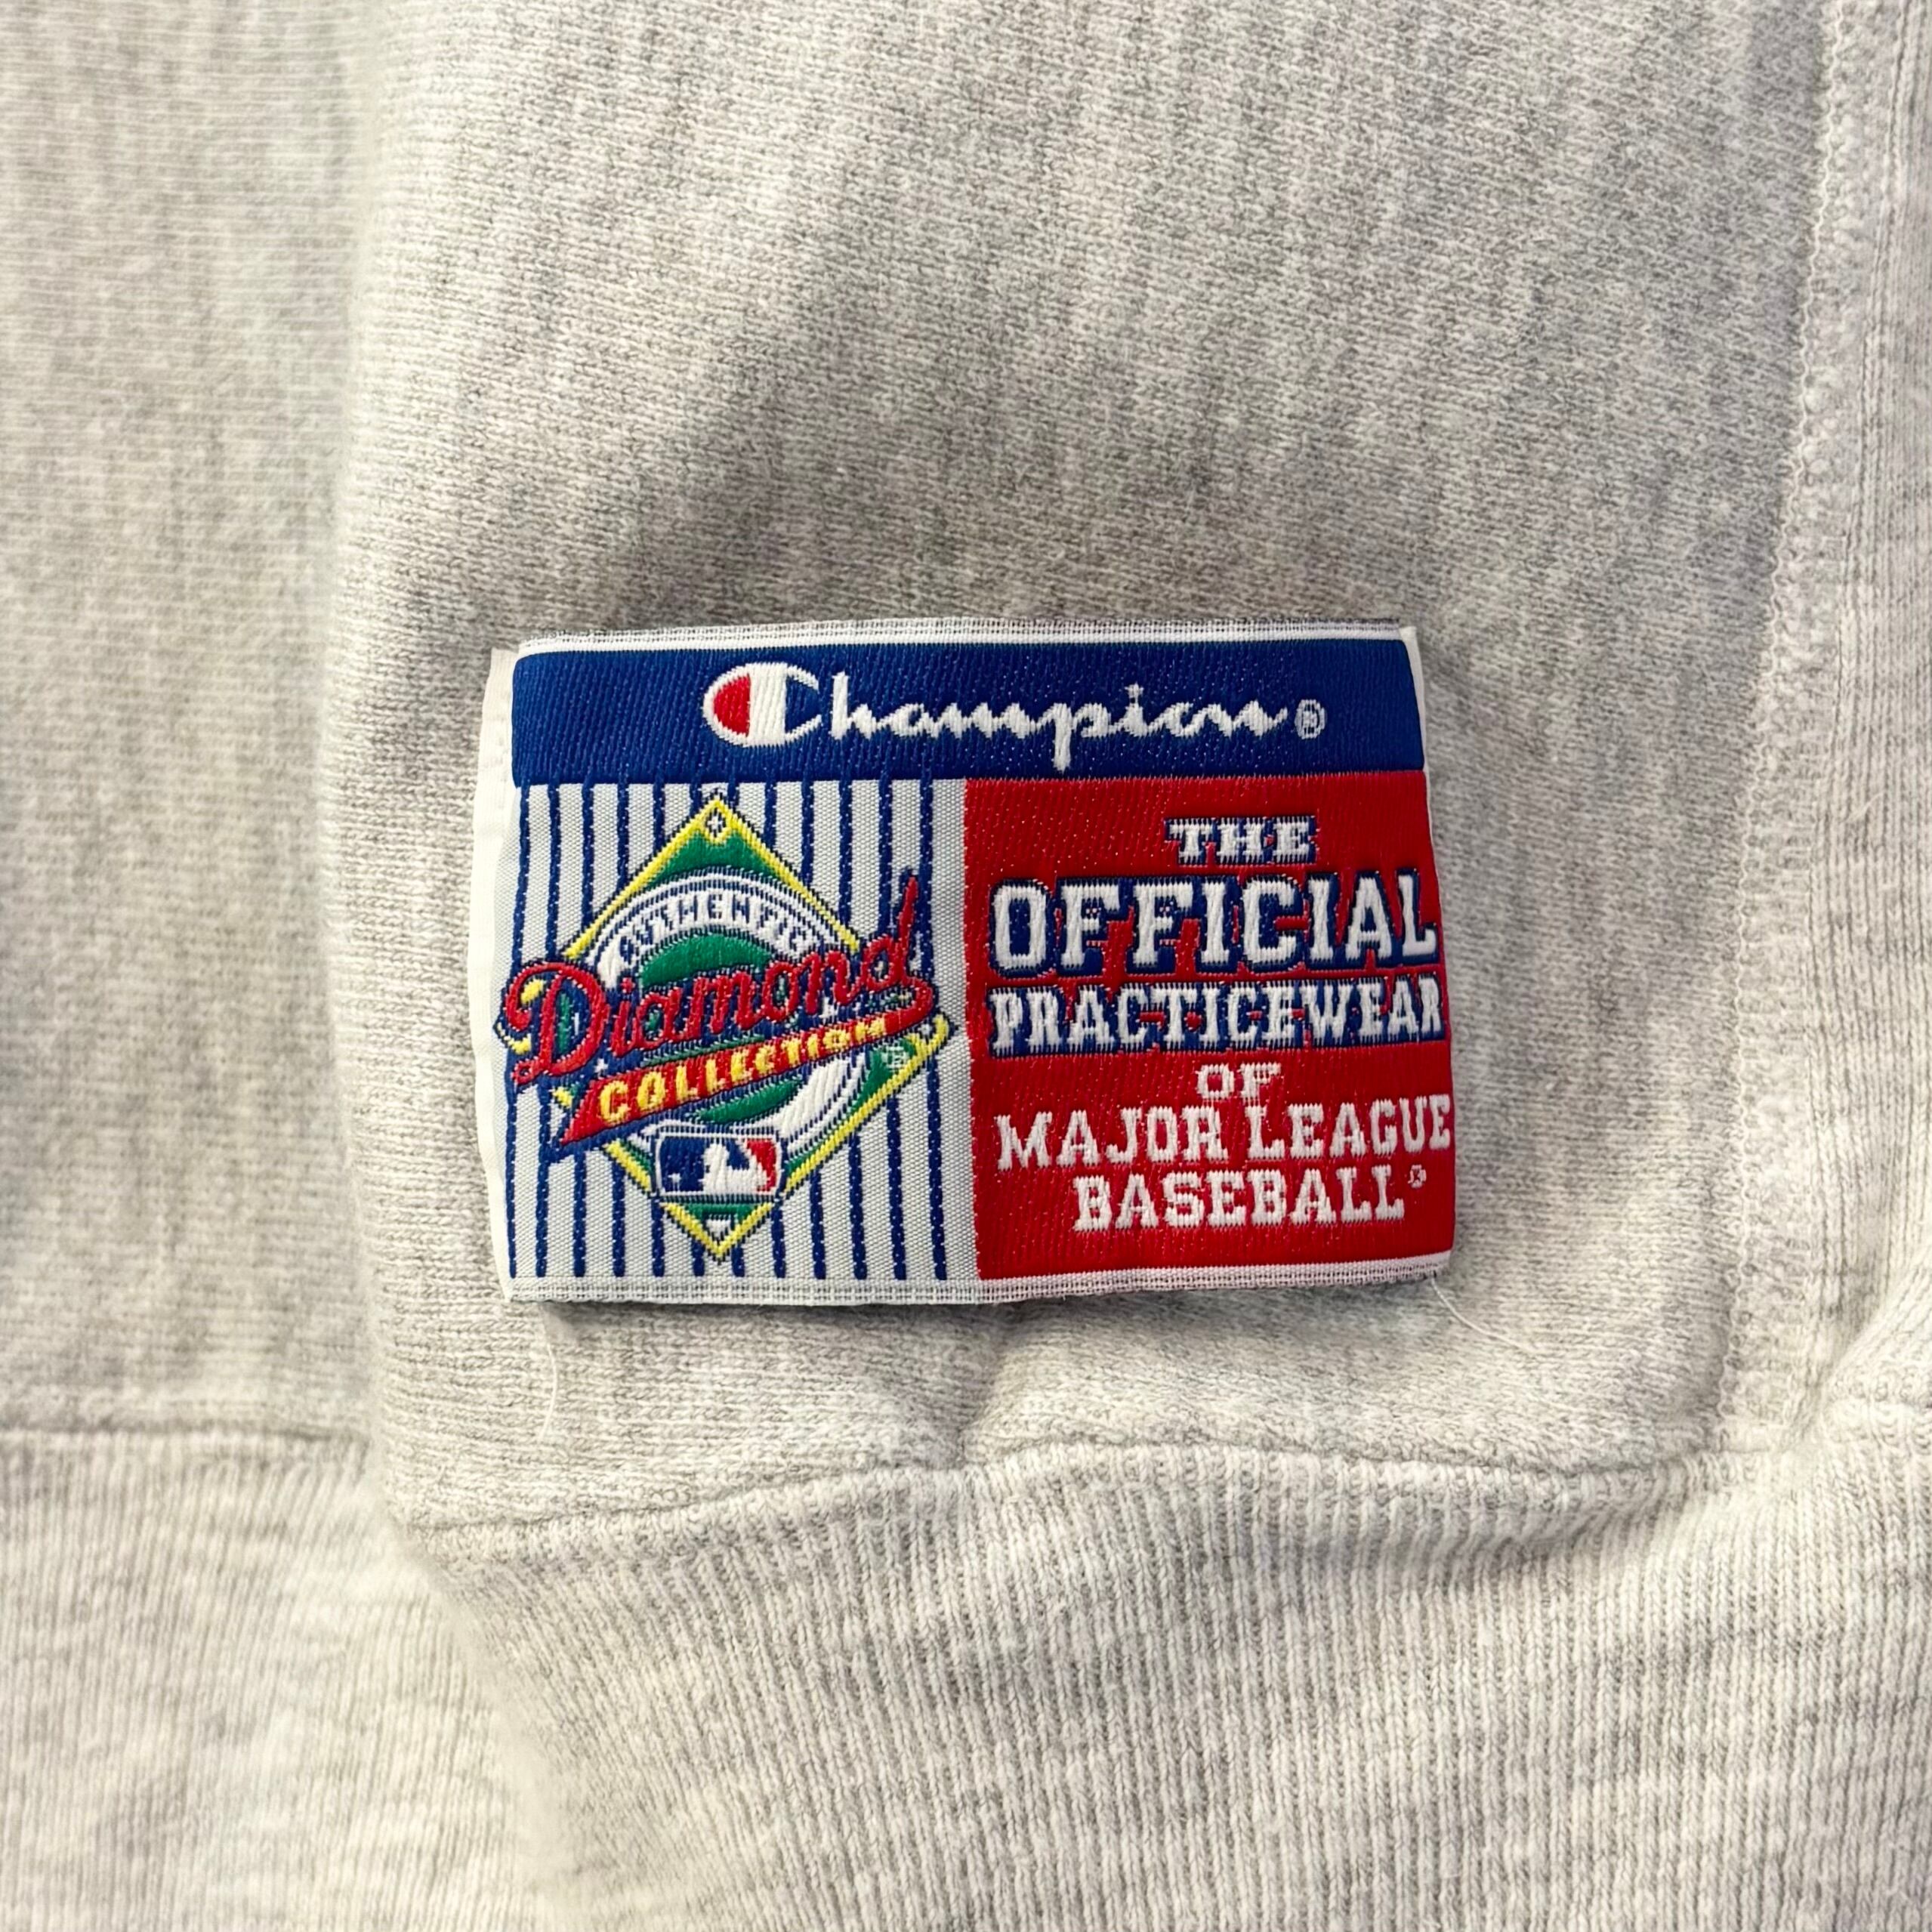 Champion®
AUTHENTIC
Diamond
COLLECTION
THE
OFFICIAL
PRACTICEWEAR
OF
MAJOR LEAGUE
BASEBALL®